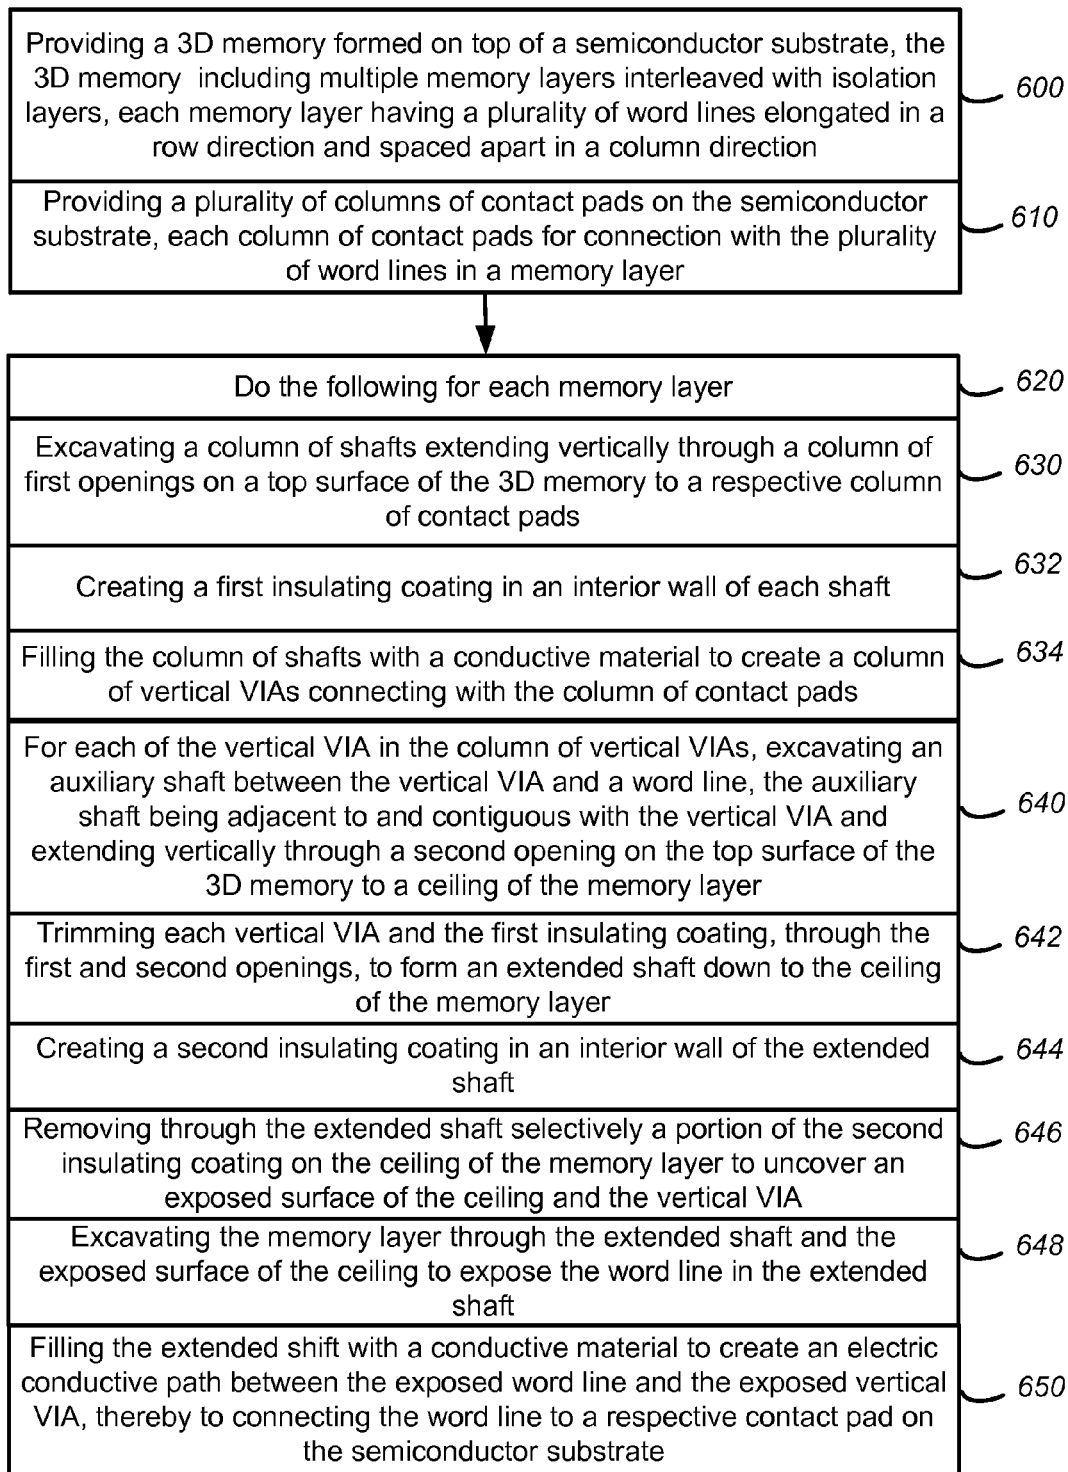 Providing a 3D memory formed on top of a semiconductor substrate, the
3D memory including multiple memory layers interleaved with isolation
layers, each memory layer having a plurality of word lines elongated in a
row direction and spaced apart in a column direction
600
Providing a plurality of columns of contact pads on the semiconductor
substrate, each column of contact pads for connection with the plurality
of word lines in a memory layer
610
Do the following for each memory layer
620
Excavating a column of shafts extending vertically through a column of
first openings on a top surface of the 3D memory to a respective column
of contact pads
630
Creating a first insulating coating in an interior wall of each shaft
632
Filling the column of shafts with a conductive material to create a column
of vertical VIAs connecting with the column of contact pads
634
For each of the vertical VIA in the column of vertical VIAs, excavating an
auxiliary shaft between the vertical VIA and a word line, the auxiliary
shaft being adjacent to and contiguous with the vertical VIA and
extending vertically through a second opening on the top surface of the
3D memory to a ceiling of the memory layer
640
Trimming each vertical VIA and the first insulating coating, through the
first and second openings, to form an extended shaft down to the ceiling
of the memory layer
642
Creating a second insulating coating in an interior wall of the extended
shaft
644
Removing through the extended shaft selectively a portion of the second
insulating coating on the ceiling of the memory layer to uncover an
exposed surface of the ceiling and the vertical VIA
646
Excavating the memory layer through the extended shaft and the
exposed surface of the ceiling to expose the word line in the extended
shaft
648
Filling the extended shift with a conductive material to create an electric
conductive path between the exposed word line and the exposed vertical
VIA, thereby to connecting the word line to a respective contact pad on
the semiconductor substrate
650